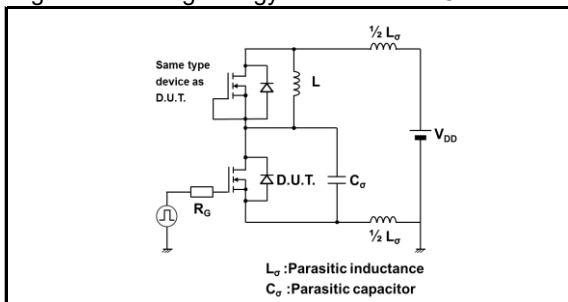 ½ Lσ
Same type
device as
D.U.T.
L
VDD
D.U.T.
Cσ
RG
½ Lσ
Lσ :Parasitic inductance
Cσ :Parasitic capacitor